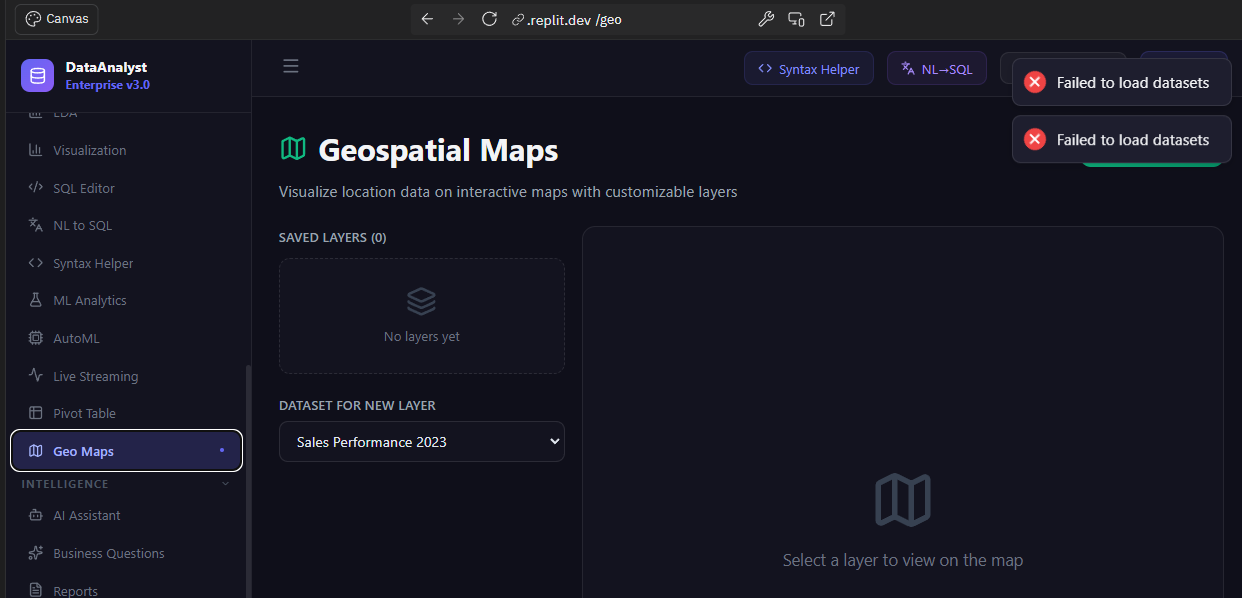 Canvas
.replit.dev /geo
DataAnalyst
Enterprise v3.0
Syntax Helper
NL→SQL
Failed to load datasets
Failed to load datasets
EDA
Visualization
SQL Editor
NL to SQL
Syntax Helper
ML Analytics
AutoML
Live Streaming
Pivot Table
Geo Maps
INTELLIGENCE
AI Assistant
Business Questions
Reports
Geospatial Maps
Visualize location data on interactive maps with customizable layers
SAVED LAYERS (0)
No layers yet
DATASET FOR NEW LAYER
Sales Performance 2023
Select a layer to view on the map